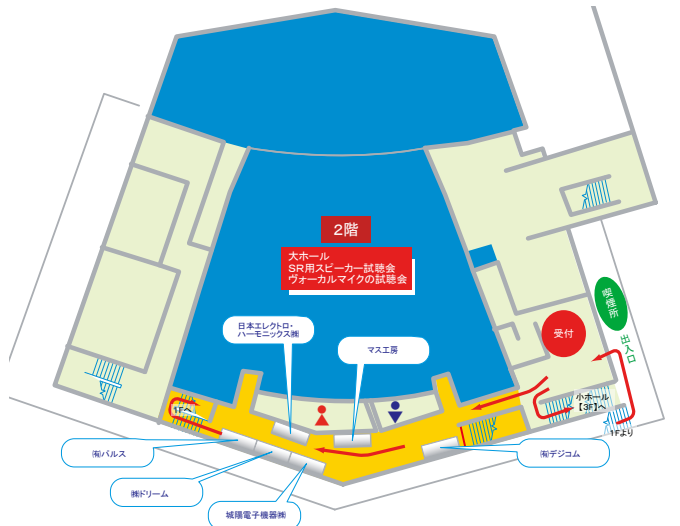 2階
大ホール
SR用スピーカー試聴会
ヴォーカルマイクの試聴会
喫煙所
日本エレクトロ・
ハーモニックス㈱
マス工房
受付
出入口
小ホール
【3F】へ
1Fへ
1Fより
㈲バルス
㈲デジコム
㈱ドリーム
城陽電子機器㈱